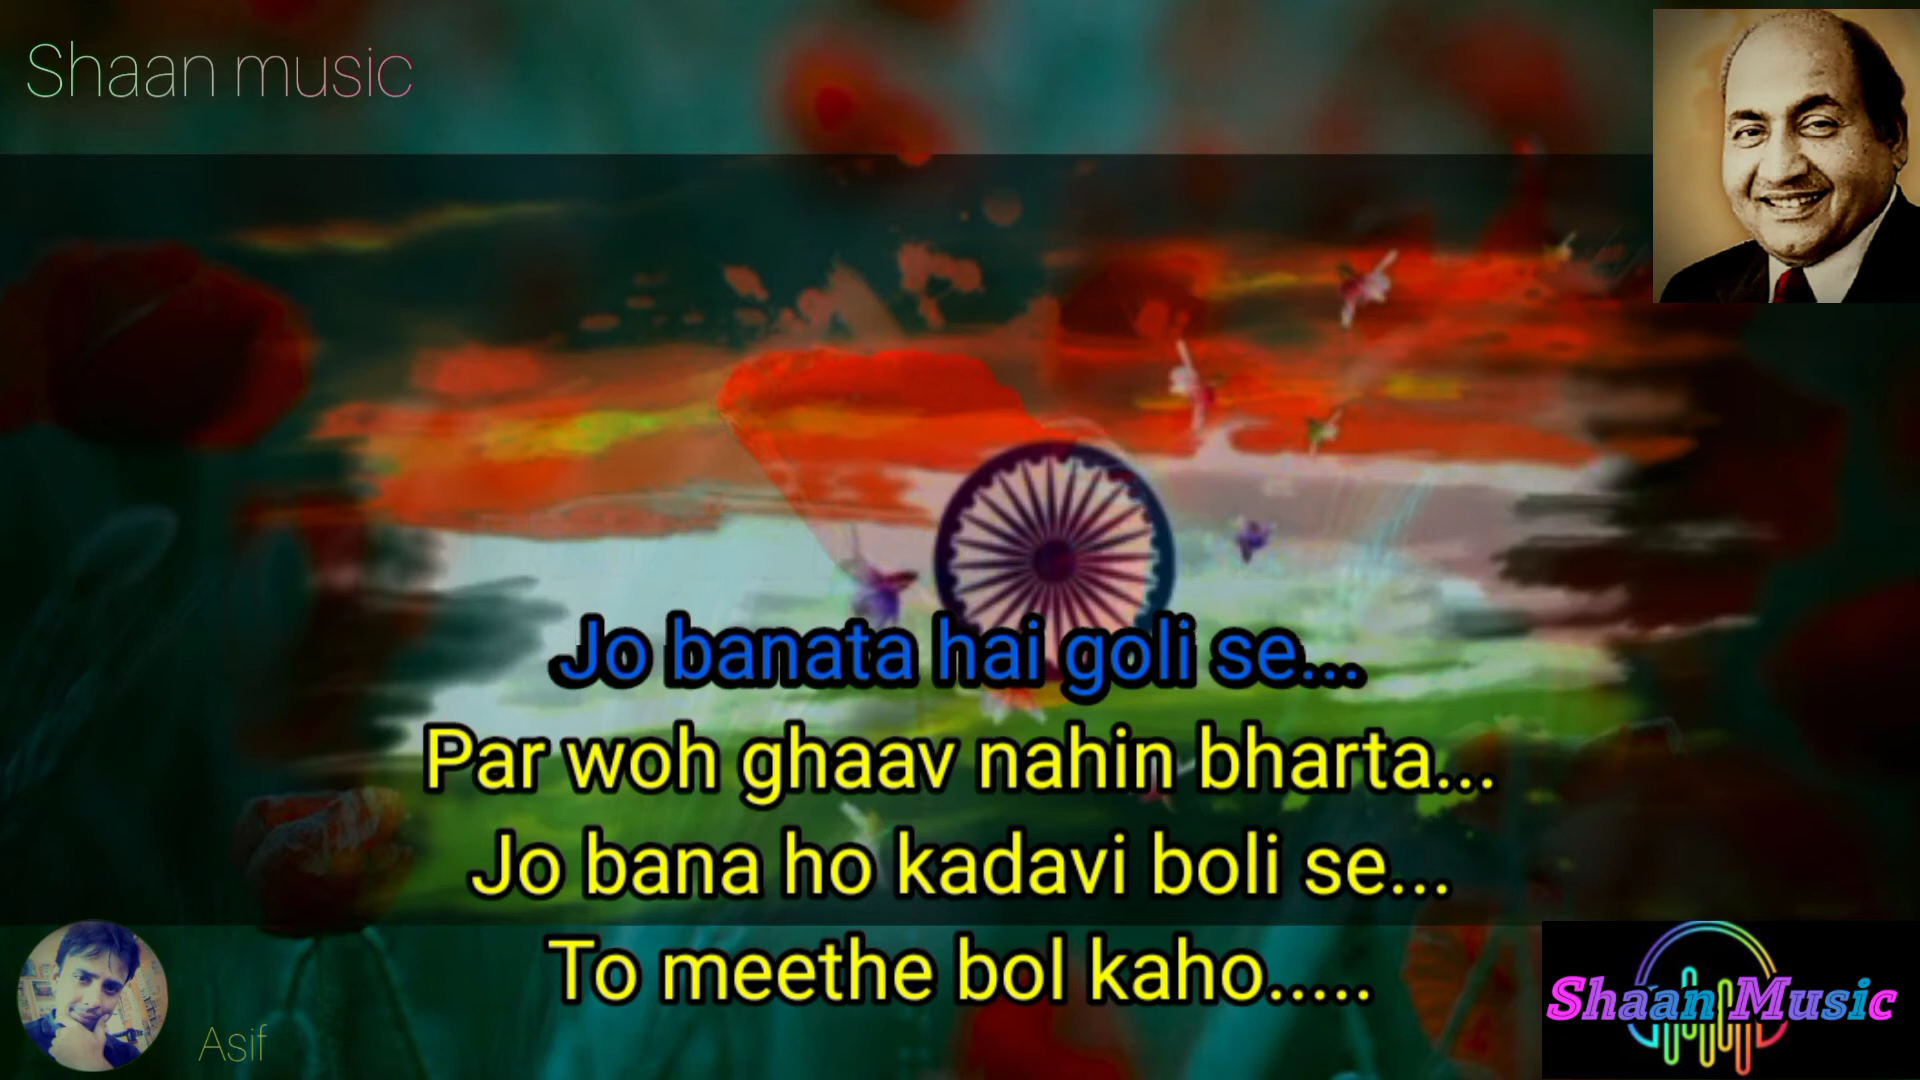 Shaan music
Jo banata hai goli se...
Par woh ghaav nahin bharta...
Jo bana ho kadavi boli se...
To meethe bol kaho.....
Asif
Shaan Music